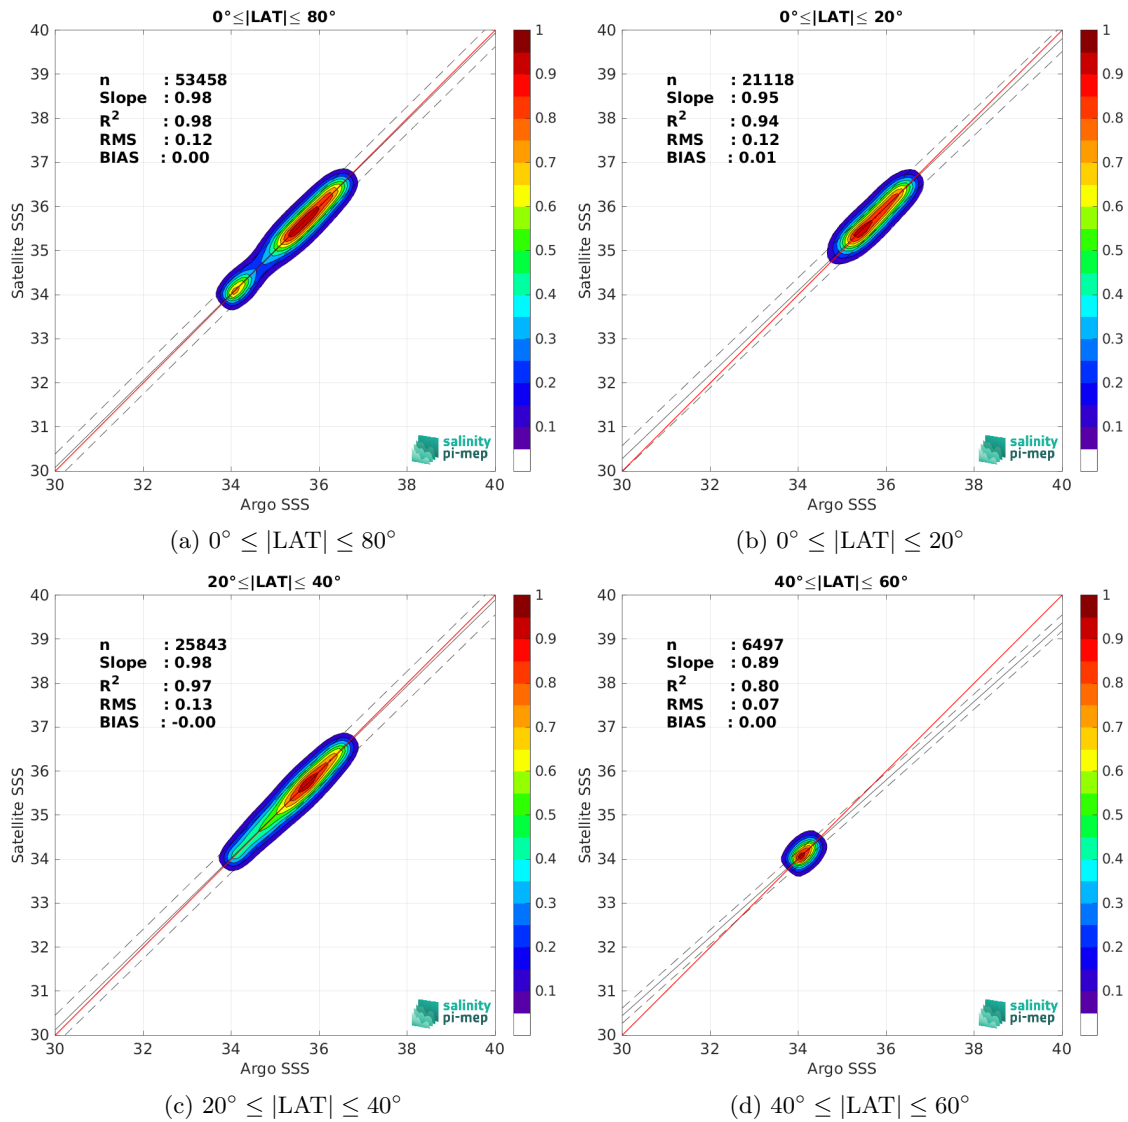 0°≤|LAT|≤ 80°
n : 53458
Slope : 0.98
R² : 0.98
RMS : 0.12
BIAS : 0.00
40
39
38
37
36
35
34
33
32
31
30
30 32 34 36 38 40
Satellite SSS
Argo SSS
1
0.9
0.8
0.7
0.6
0.5
0.4
0.3
0.2
0.1
salinity
pi-mep
(a) 0° ≤ |LAT| ≤ 80°
0°≤|LAT|≤ 20°
n : 21118
Slope : 0.95
R² : 0.94
RMS : 0.12
BIAS : 0.01
40
39
38
37
36
35
34
33
32
31
30
30 32 34 36 38 40
Satellite SSS
Argo SSS
1
0.9
0.8
0.7
0.6
0.5
0.4
0.3
0.2
0.1
salinity
pi-mep
(b) 0° ≤ |LAT| ≤ 20°
20°≤|LAT|≤ 40°
n : 25843
Slope : 0.98
R² : 0.97
RMS : 0.13
BIAS : -0.00
40
39
38
37
36
35
34
33
32
31
30
30 32 34 36 38 40
Satellite SSS
Argo SSS
1
0.9
0.8
0.7
0.6
0.5
0.4
0.3
0.2
0.1
salinity
pi-mep
(c) 20° ≤ |LAT| ≤ 40°
40°≤|LAT|≤ 60°
n : 6497
Slope : 0.89
R² : 0.80
RMS : 0.07
BIAS : 0.00
40
39
38
37
36
35
34
33
32
31
30
30 32 34 36 38 40
Satellite SSS
Argo SSS
1
0.9
0.8
0.7
0.6
0.5
0.4
0.3
0.2
0.1
salinity
pi-mep
(d) 40° ≤ |LAT| ≤ 60°